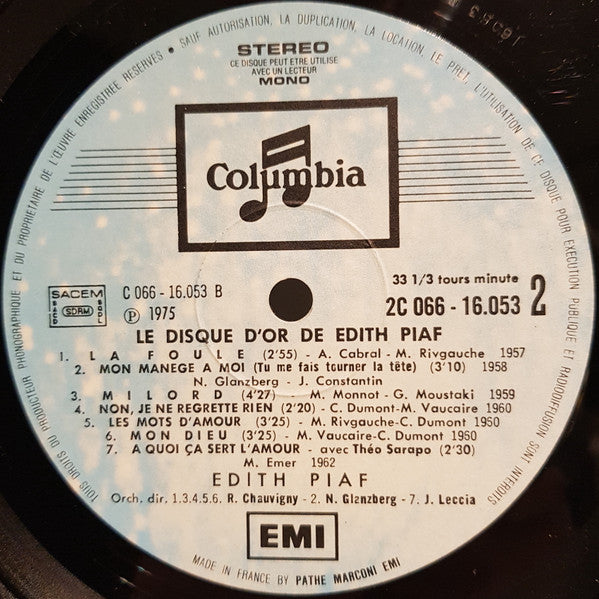 TOUS DROITS DU PRODUCTEUR PHONOGRAPHIQUE ET DU PROPRIETAIRE DE L'ŒUVRE ENREGISTREE RESERVES • SAUF AUTORISATION, LA DUPLICATION, LA LOCATION, LE PRET, L'UTILISATION DE CE DISQUE POUR EXECUTION PUBLIQUE ET RADIODIFFUSION SONT INTERDITS
STEREO
CE DISQUE PEUT ETRE UTILISE
AVEC UN LECTEUR
MONO
Columbia
SACEM
SACD SDRM SGDL
C 066 - 16.053 B
Ⓟ 1975
33 1/3 tours minute
2C 066 - 16.053 2
LE DISQUE D'OR DE EDITH PIAF
1. LA FOULE (2'55) - A. Cabral - M. Rivgauche 1957
2. MON MANEGE A MOI (Tu me fais tourner la tête) (3'10) 1958
N. Glanzberg - J. Constantin
3. MILORD (4'27) - M. Monnot - G. Moustaki 1959
4. NON, JE NE REGRETTE RIEN (2'20) - C. Dumont-M. Vaucaire 1960
5. LES MOTS D'AMOUR (3'25) - M. Rivgauche-C. Dumont 1960
6. MON DIEU (3'25) - M. Vaucaire-C. Dumont 1960
7. A QUOI ÇA SERT L'AMOUR - avec Théo Sarapo (2'30)
M. Emer 1962
EDITH PIAF
Orch. dir. 1.3.4.5.6. R. Chauvigny - 2. N. Glanzberg - 7. J. Leccia
EMI
MADE IN FRANCE BY PATHE MARCONI EMI